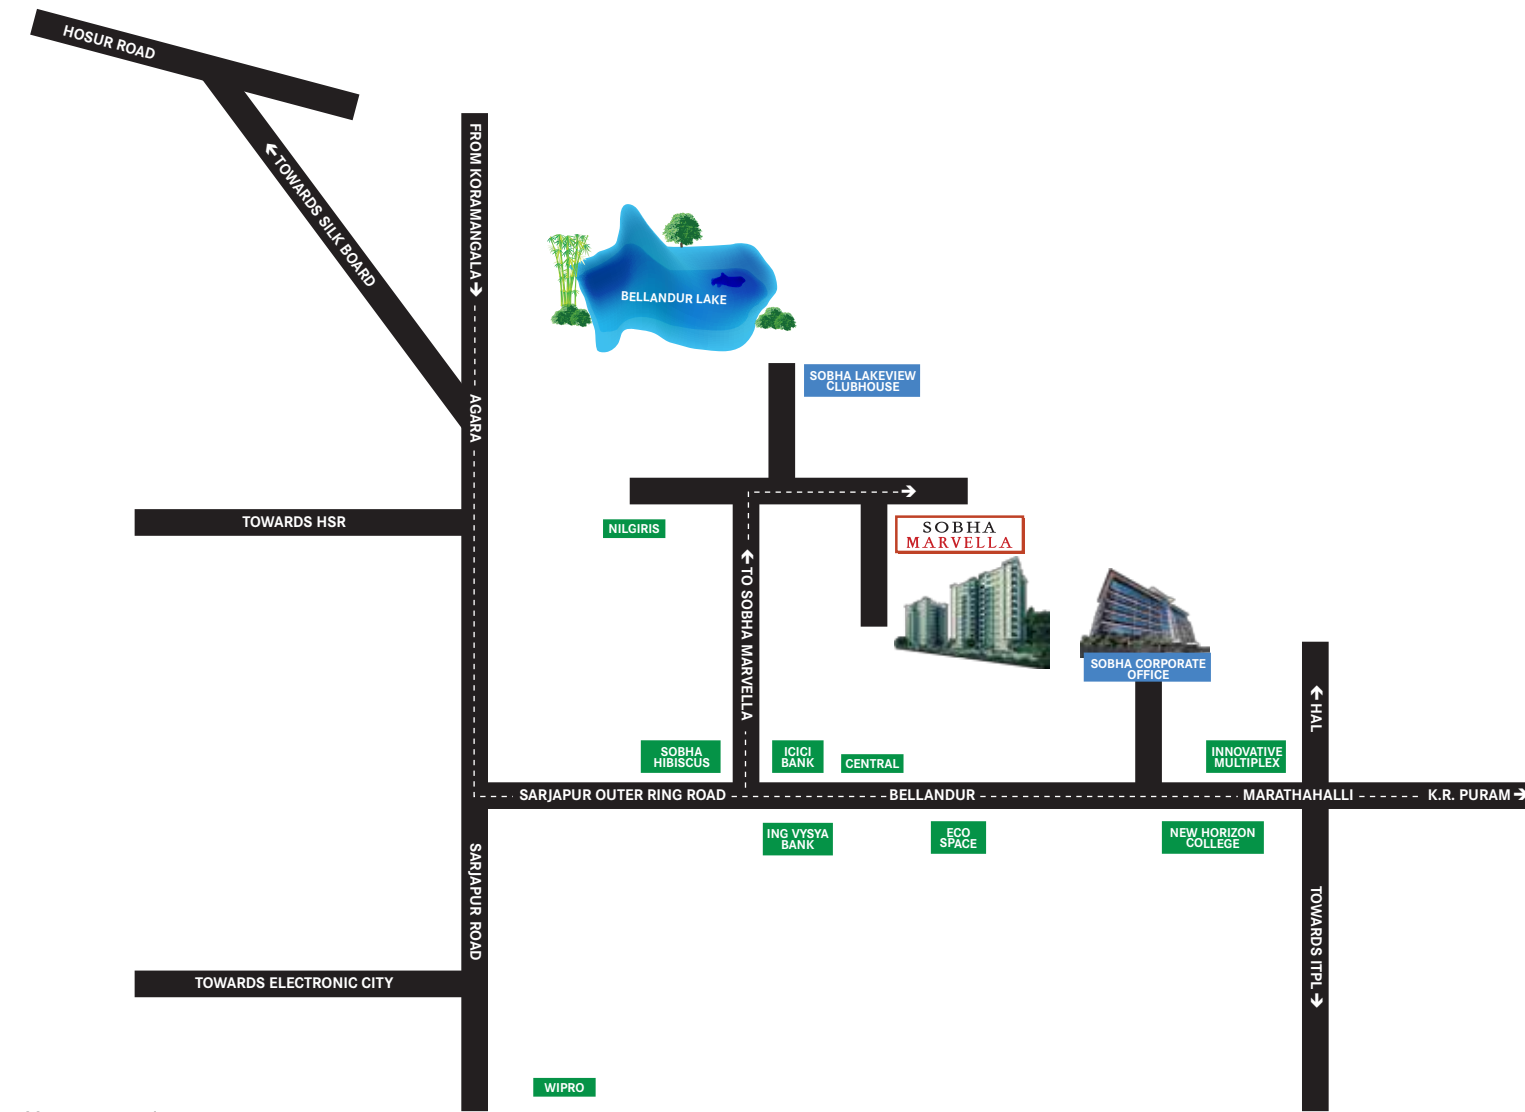 HOSUR ROAD
TOWARDS SILK BOARD
FROM KORAMANGALA
BELLANDUR LAKE
SOBHA LAKEVIEW
CLUBHOUSE
AGARA
TOWARDS HSR
NILGIRIS
SOBHA
MARVELLA
TO SOBHA MARVELLA
SOBHA CORPORATE
OFFICE
HAL
SOBHA
HIBISCUS
ICICI
BANK
CENTRAL
INNOVATIVE
MULTIPLEX
SARJAPUR OUTER RING ROAD
BELLANDUR
MARATHAHALLI
K.R. PURAM
ING VYSYA
BANK
ECO
SPACE
NEW HORIZON
COLLEGE
SARJAPUR ROAD
TOWARDS ITPL
TOWARDS ELECTRONIC CITY
WIPRO